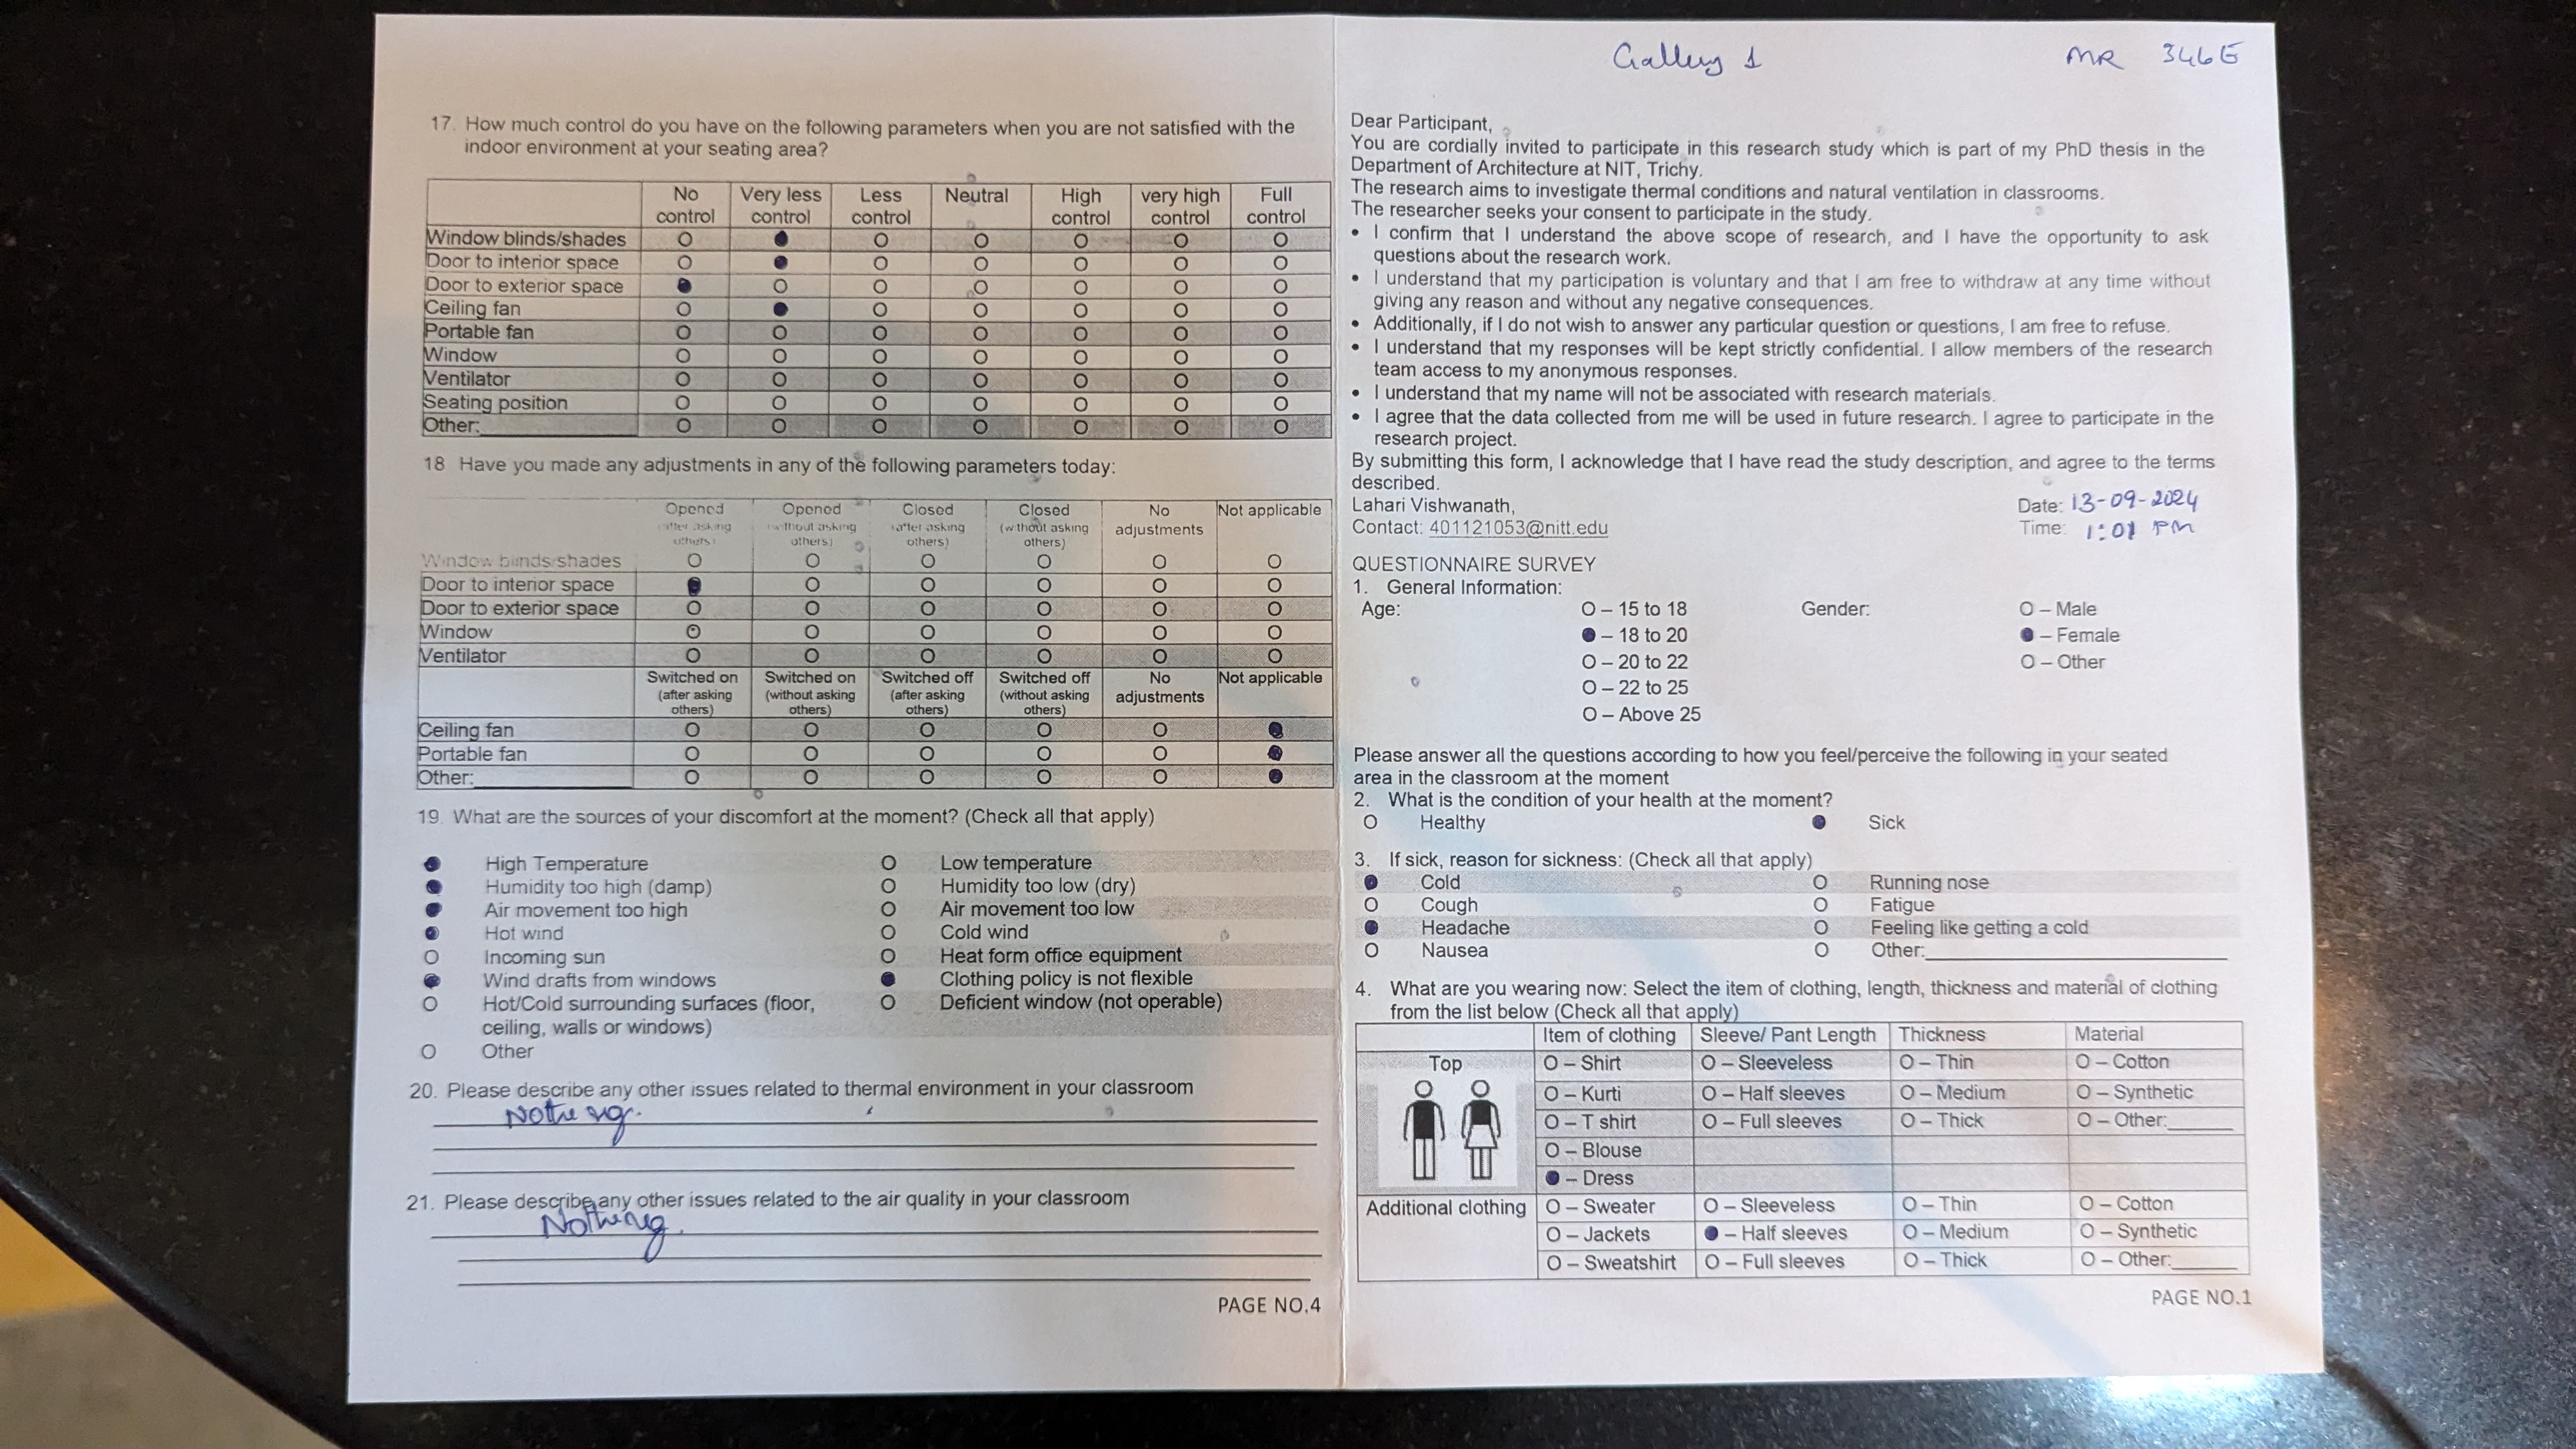 17. How much control do you have on the following parameters when you are not satisfied with the
indoor environment at your seating area?
No control Very less control Less control Neutral High control very high control Full control
Window blinds/shades O ● O O O O O
Door to interior space O ● O O O O O
Door to exterior space ● O O O O O O
Ceiling fan O ● O O O O O
Portable fan O O O O O O O
Window O O O O O O O
Ventilator O O O O O O O
Seating position O O O O O O O
Other:________ O O O O O O O
18 Have you made any adjustments in any of the following parameters today:
Opened (after asking others) Opened (without asking others) Closed (after asking others) Closed (without asking others) No adjustments Not applicable
Window blinds/shades O O O O O O
Door to interior space ● O O O O O
Door to exterior space O O O O O O
Window O O O O O O
Ventilator O O O O O O
Switched on (after asking others) Switched on (without asking others) Switched off (after asking others) Switched off (without asking others) No adjustments Not applicable
Ceiling fan O O O O O ●
Portable fan O O O O O ●
Other:________ O O O O O ●
19. What are the sources of your discomfort at the moment? (Check all that apply)
● High Temperature O Low temperature
● Humidity too high (damp) O Humidity too low (dry)
● Air movement too high O Air movement too low
● Hot wind O Cold wind
O Incoming sun O Heat form office equipment
● Wind drafts from windows ● Clothing policy is not flexible
O Hot/Cold surrounding surfaces (floor, O Deficient window (not operable)
ceiling, walls or windows)
O Other
20. Please describe any other issues related to thermal environment in your classroom
Nothing.
21. Please describe any other issues related to the air quality in your classroom
Nothing.
PAGE NO.4
Gallery 1 MR 346E
Dear Participant,
You are cordially invited to participate in this research study which is part of my PhD thesis in the
Department of Architecture at NIT, Trichy.
The research aims to investigate thermal conditions and natural ventilation in classrooms.
The researcher seeks your consent to participate in the study.
• I confirm that I understand the above scope of research, and I have the opportunity to ask
questions about the research work.
• I understand that my participation is voluntary and that I am free to withdraw at any time without
giving any reason and without any negative consequences.
• Additionally, if I do not wish to answer any particular question or questions, I am free to refuse.
• I understand that my responses will be kept strictly confidential. I allow members of the research
team access to my anonymous responses.
• I understand that my name will not be associated with research materials.
• I agree that the data collected from me will be used in future research. I agree to participate in the
research project.
By submitting this form, I acknowledge that I have read the study description, and agree to the terms
described.
Lahari Vishwanath, Date: 13-09-2024
Contact: 401121053@nitt.edu Time: 1:01 PM
QUESTIONNAIRE SURVEY
1. General Information:
Age: O – 15 to 18 Gender: O – Male
● – 18 to 20 ● – Female
O – 20 to 22 O – Other
O – 22 to 25
O – Above 25
Please answer all the questions according to how you feel/perceive the following in your seated
area in the classroom at the moment
2. What is the condition of your health at the moment?
O Healthy ● Sick
3. If sick, reason for sickness: (Check all that apply)
● Cold O Running nose
O Cough O Fatigue
● Headache O Feeling like getting a cold
O Nausea O Other:________
4. What are you wearing now: Select the item of clothing, length, thickness and material of clothing
from the list below (Check all that apply)
Item of clothing Sleeve/ Pant Length Thickness Material
Top O – Shirt O – Sleeveless O – Thin O – Cotton
O – Kurti O – Half sleeves O – Medium O – Synthetic
O – T shirt O – Full sleeves O – Thick O – Other:______
O – Blouse
● – Dress
Additional clothing O – Sweater O – Sleeveless O – Thin O – Cotton
O – Jackets ● – Half sleeves O – Medium O – Synthetic
O – Sweatshirt O – Full sleeves O – Thick O – Other:______
PAGE NO.1